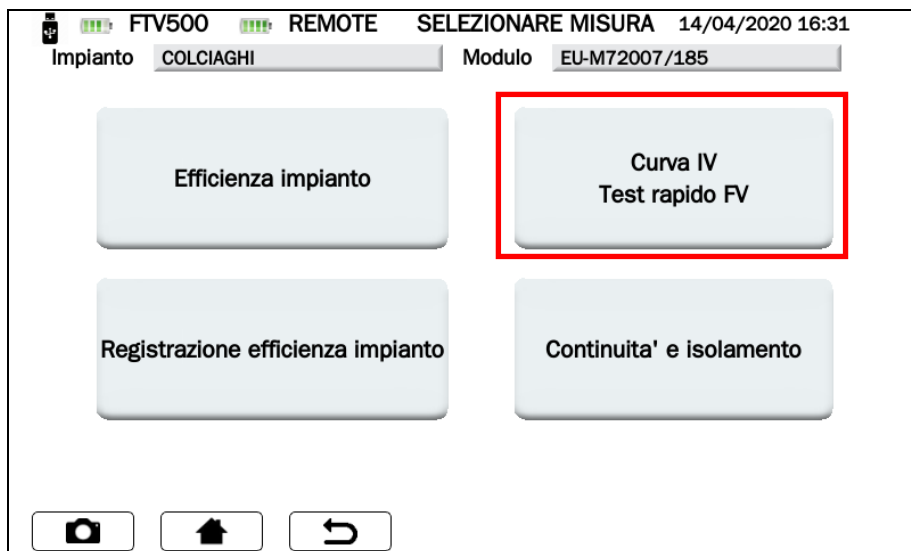 FTV500 REMOTE SELEZIONARE MISURA 14/04/2020 16:31
Impianto COLCIAGHI Modulo EU-M72007/185
Efficienza impianto
Curva IV
Test rapido FV
Registrazione efficienza impianto
Continuita' e isolamento